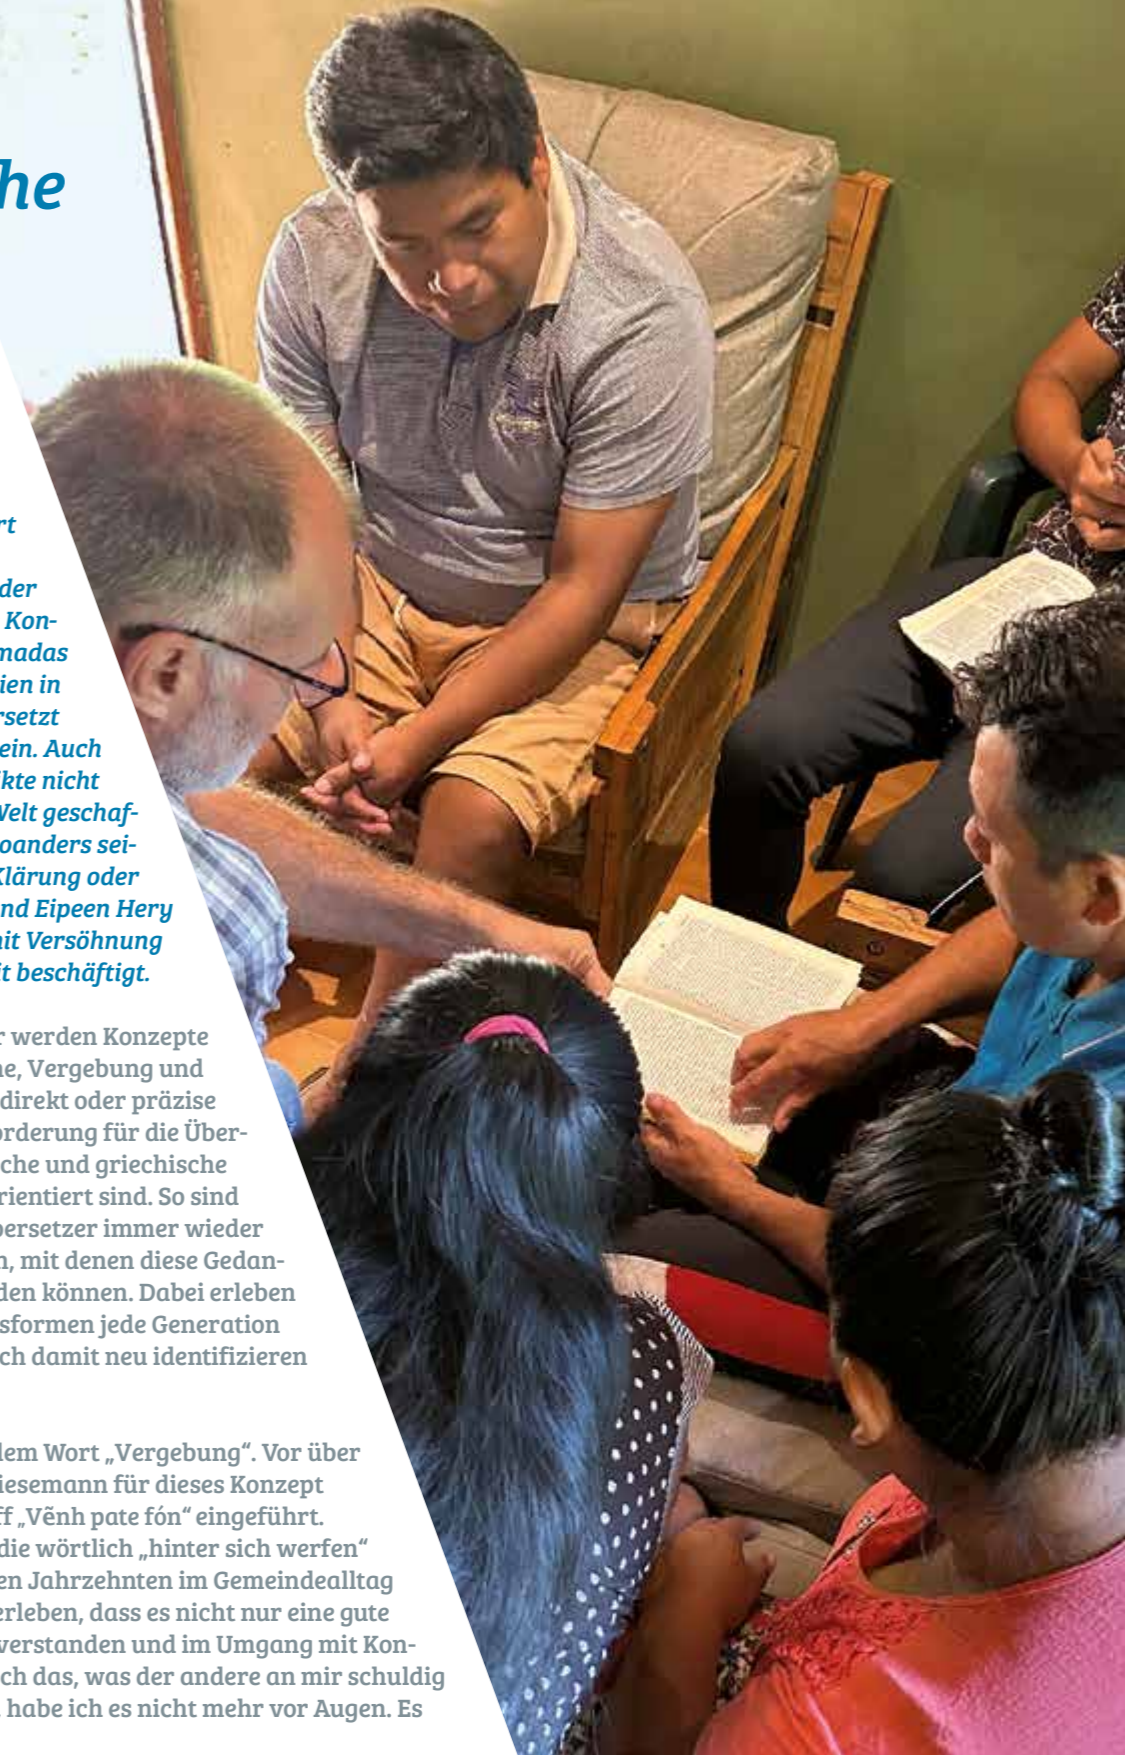 he
rt
der
Kon-
madas
ien in
rsetzt
ein. Auch
ikte nicht
Welt geschaf-
oanders sei-
Klärung oder
nd Eipeen Hery
it Versöhnung
it beschäftigt.
r werden Konzepte
ne, Vergebung und
direkt oder präzise
orderung für die Über-
che und griechische
rientiert sind. So sind
bersetzer immer wieder
n, mit denen diese Gedan-
den können. Dabei erleben
sformen jede Generation
ch damit neu identifizieren
dem Wort „Vergebung“. Vor über
iesemann für dieses Konzept
ff „Vẽnh pate fón“ eingeführt.
die wörtlich „hinter sich werfen“
en Jahrzehnten im Gemeindealltag
erleben, dass es nicht nur eine gute
verstanden und im Umgang mit Kon-
ch das, was der andere an mir schuldig
habe ich es nicht mehr vor Augen. Es